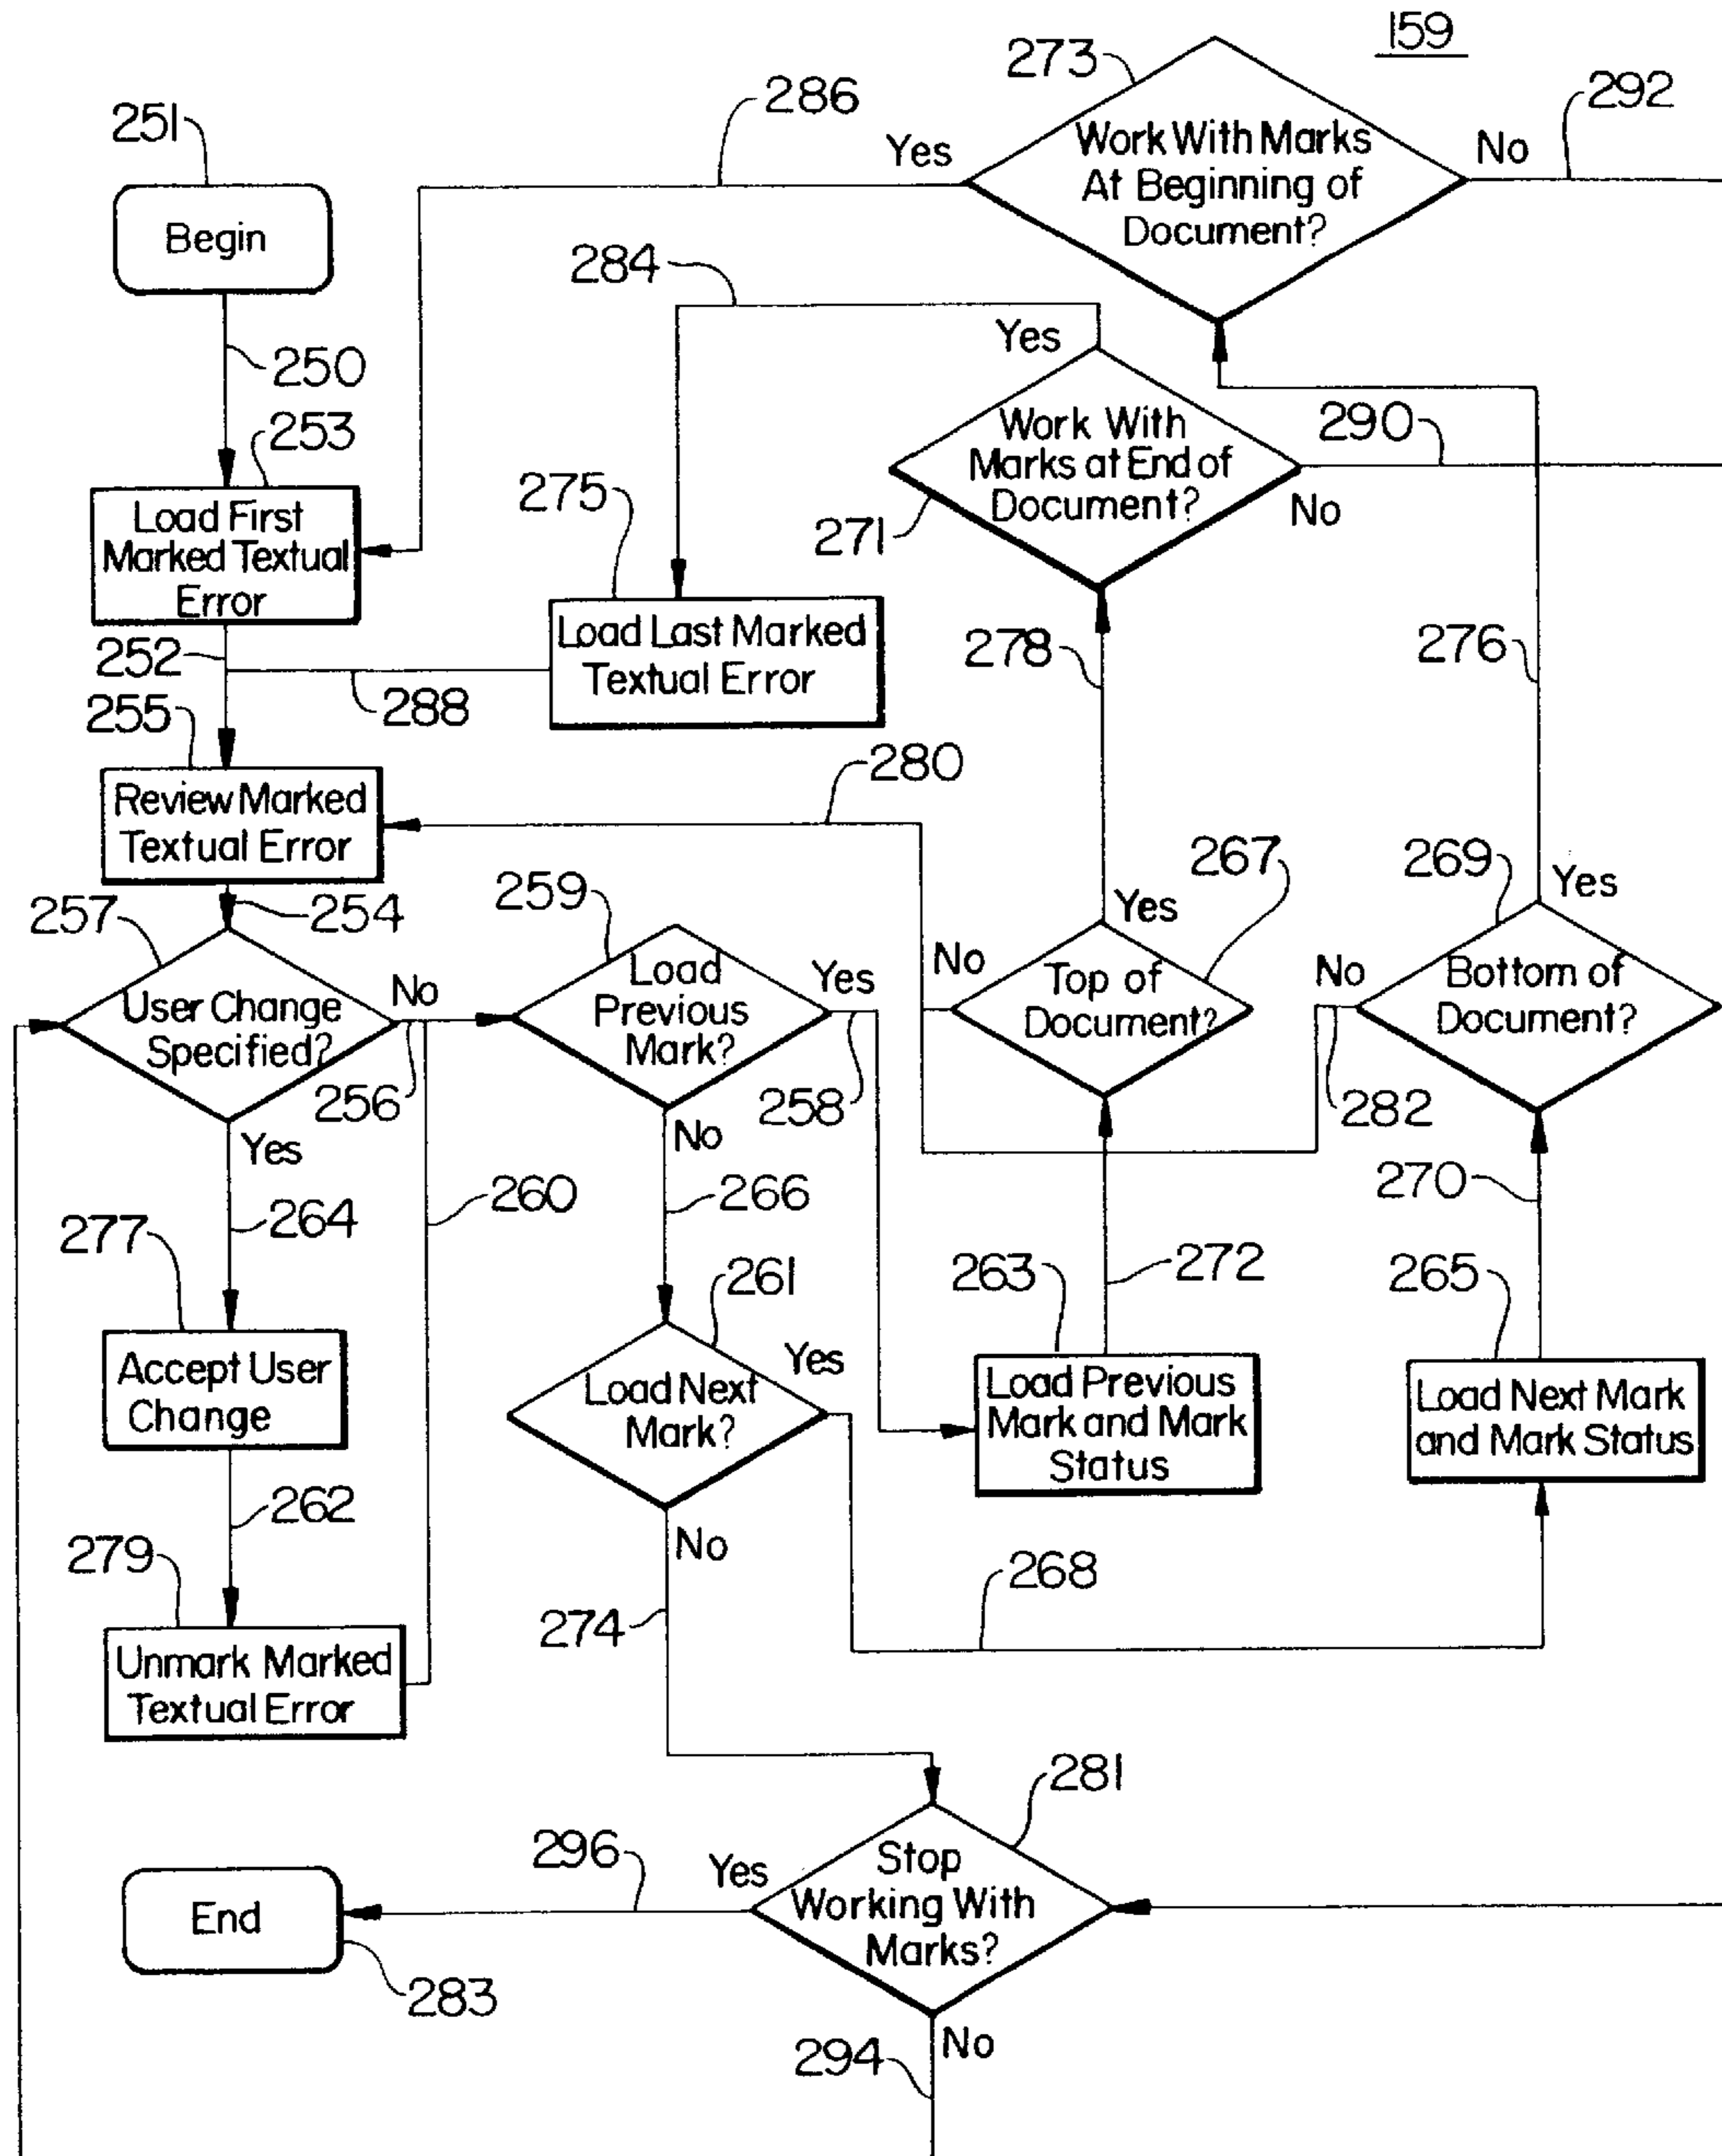 159
273
292
286
251
Yes
Work With Marks
At Beginning of
Document?
No
Begin
284
250
Yes
253
Work With
Marks at End of
Document?
290
No
275
271
Load First
Marked Textual
Error
Load Last Marked
Textual Error
252
288
278
276
255
280
Review Marked
Textual Error
267
269
254
257
259
Yes
Yes
No
Load
Previous
Mark?
Yes
No
Top of
Document?
No
Bottom of
Document?
User Change
Specified?
256
258
282
Yes
No
264
260
266
270
277
261
263
272
265
Accept User
Change
Load Next
Mark?
Yes
Load Previous
Mark and Mark
Status
Load Next Mark
and Mark Status
262
279
No
268
274
Unmark Marked
Textual Error
281
296
Yes
Stop
Working With
Marks?
End
283
No
294